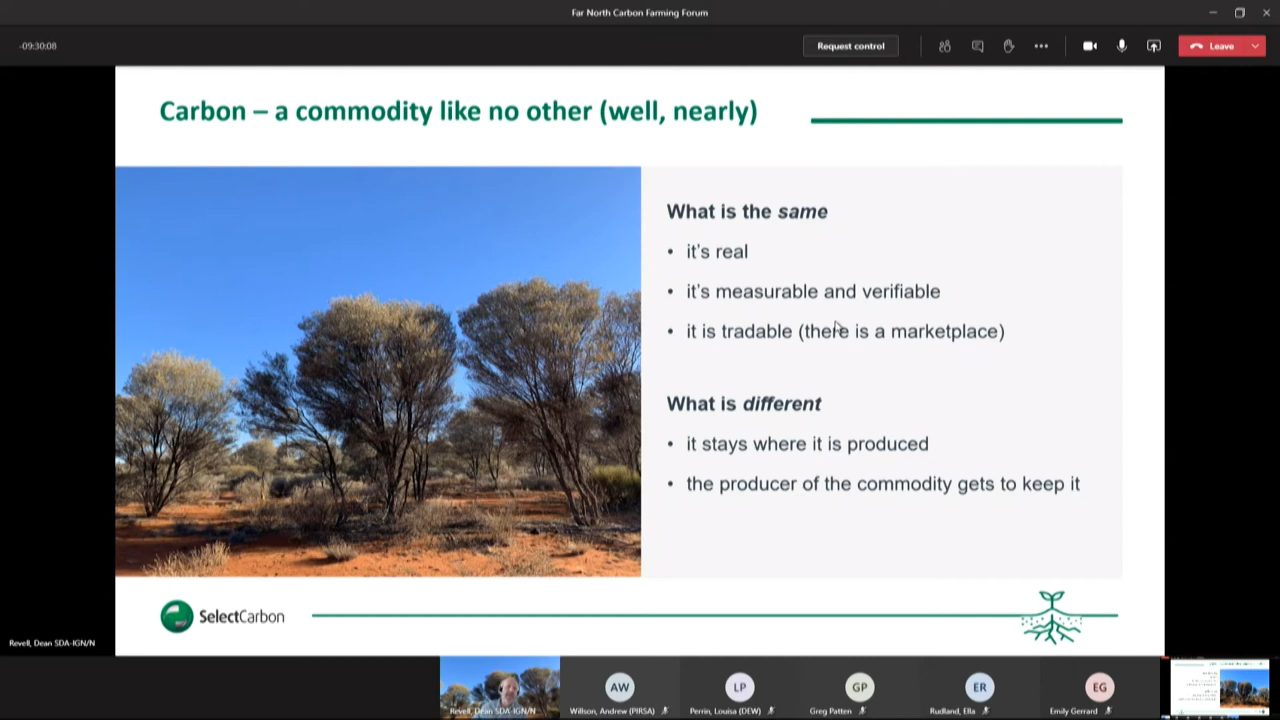 Far North Carbon Farming Forum
-09:30:08
Request control
Leave
Carbon – a commodity like no other (well, nearly)
What is the same
• it's real
• it's measurable and verifiable
• it is tradable (there is a marketplace)
What is different
• it stays where it is produced
• the producer of the commodity gets to keep it
SelectCarbon
Revell, Dean SDA-IGN/N
AW
LP
GP
ER
EG
Revell, Dean SDA-IGN/N
Willson, Andrew (PIRSA)
Perrin, Louisa (DEW)
Greg Patten
Rudland, Ella
Emily Gerrard